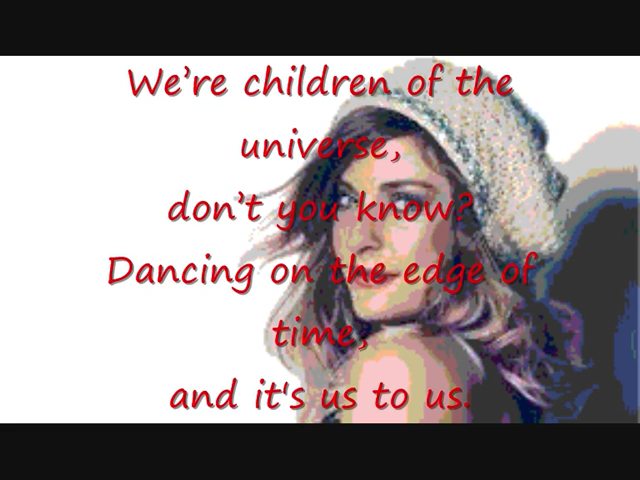 We’re children of the
universe,
don’t you know?
Dancing on the edge of
time,
and it's us to us.